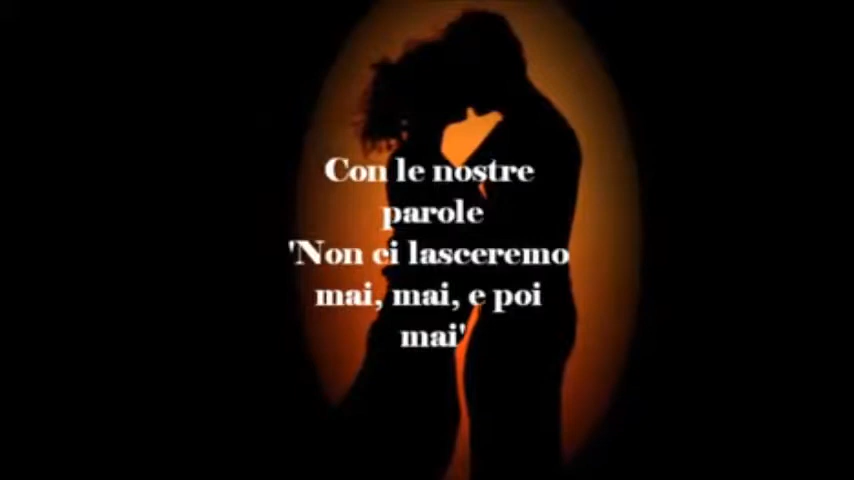 Con le nostre
parole
'Non ci lasceremo
mai, mai, e poi
mai'